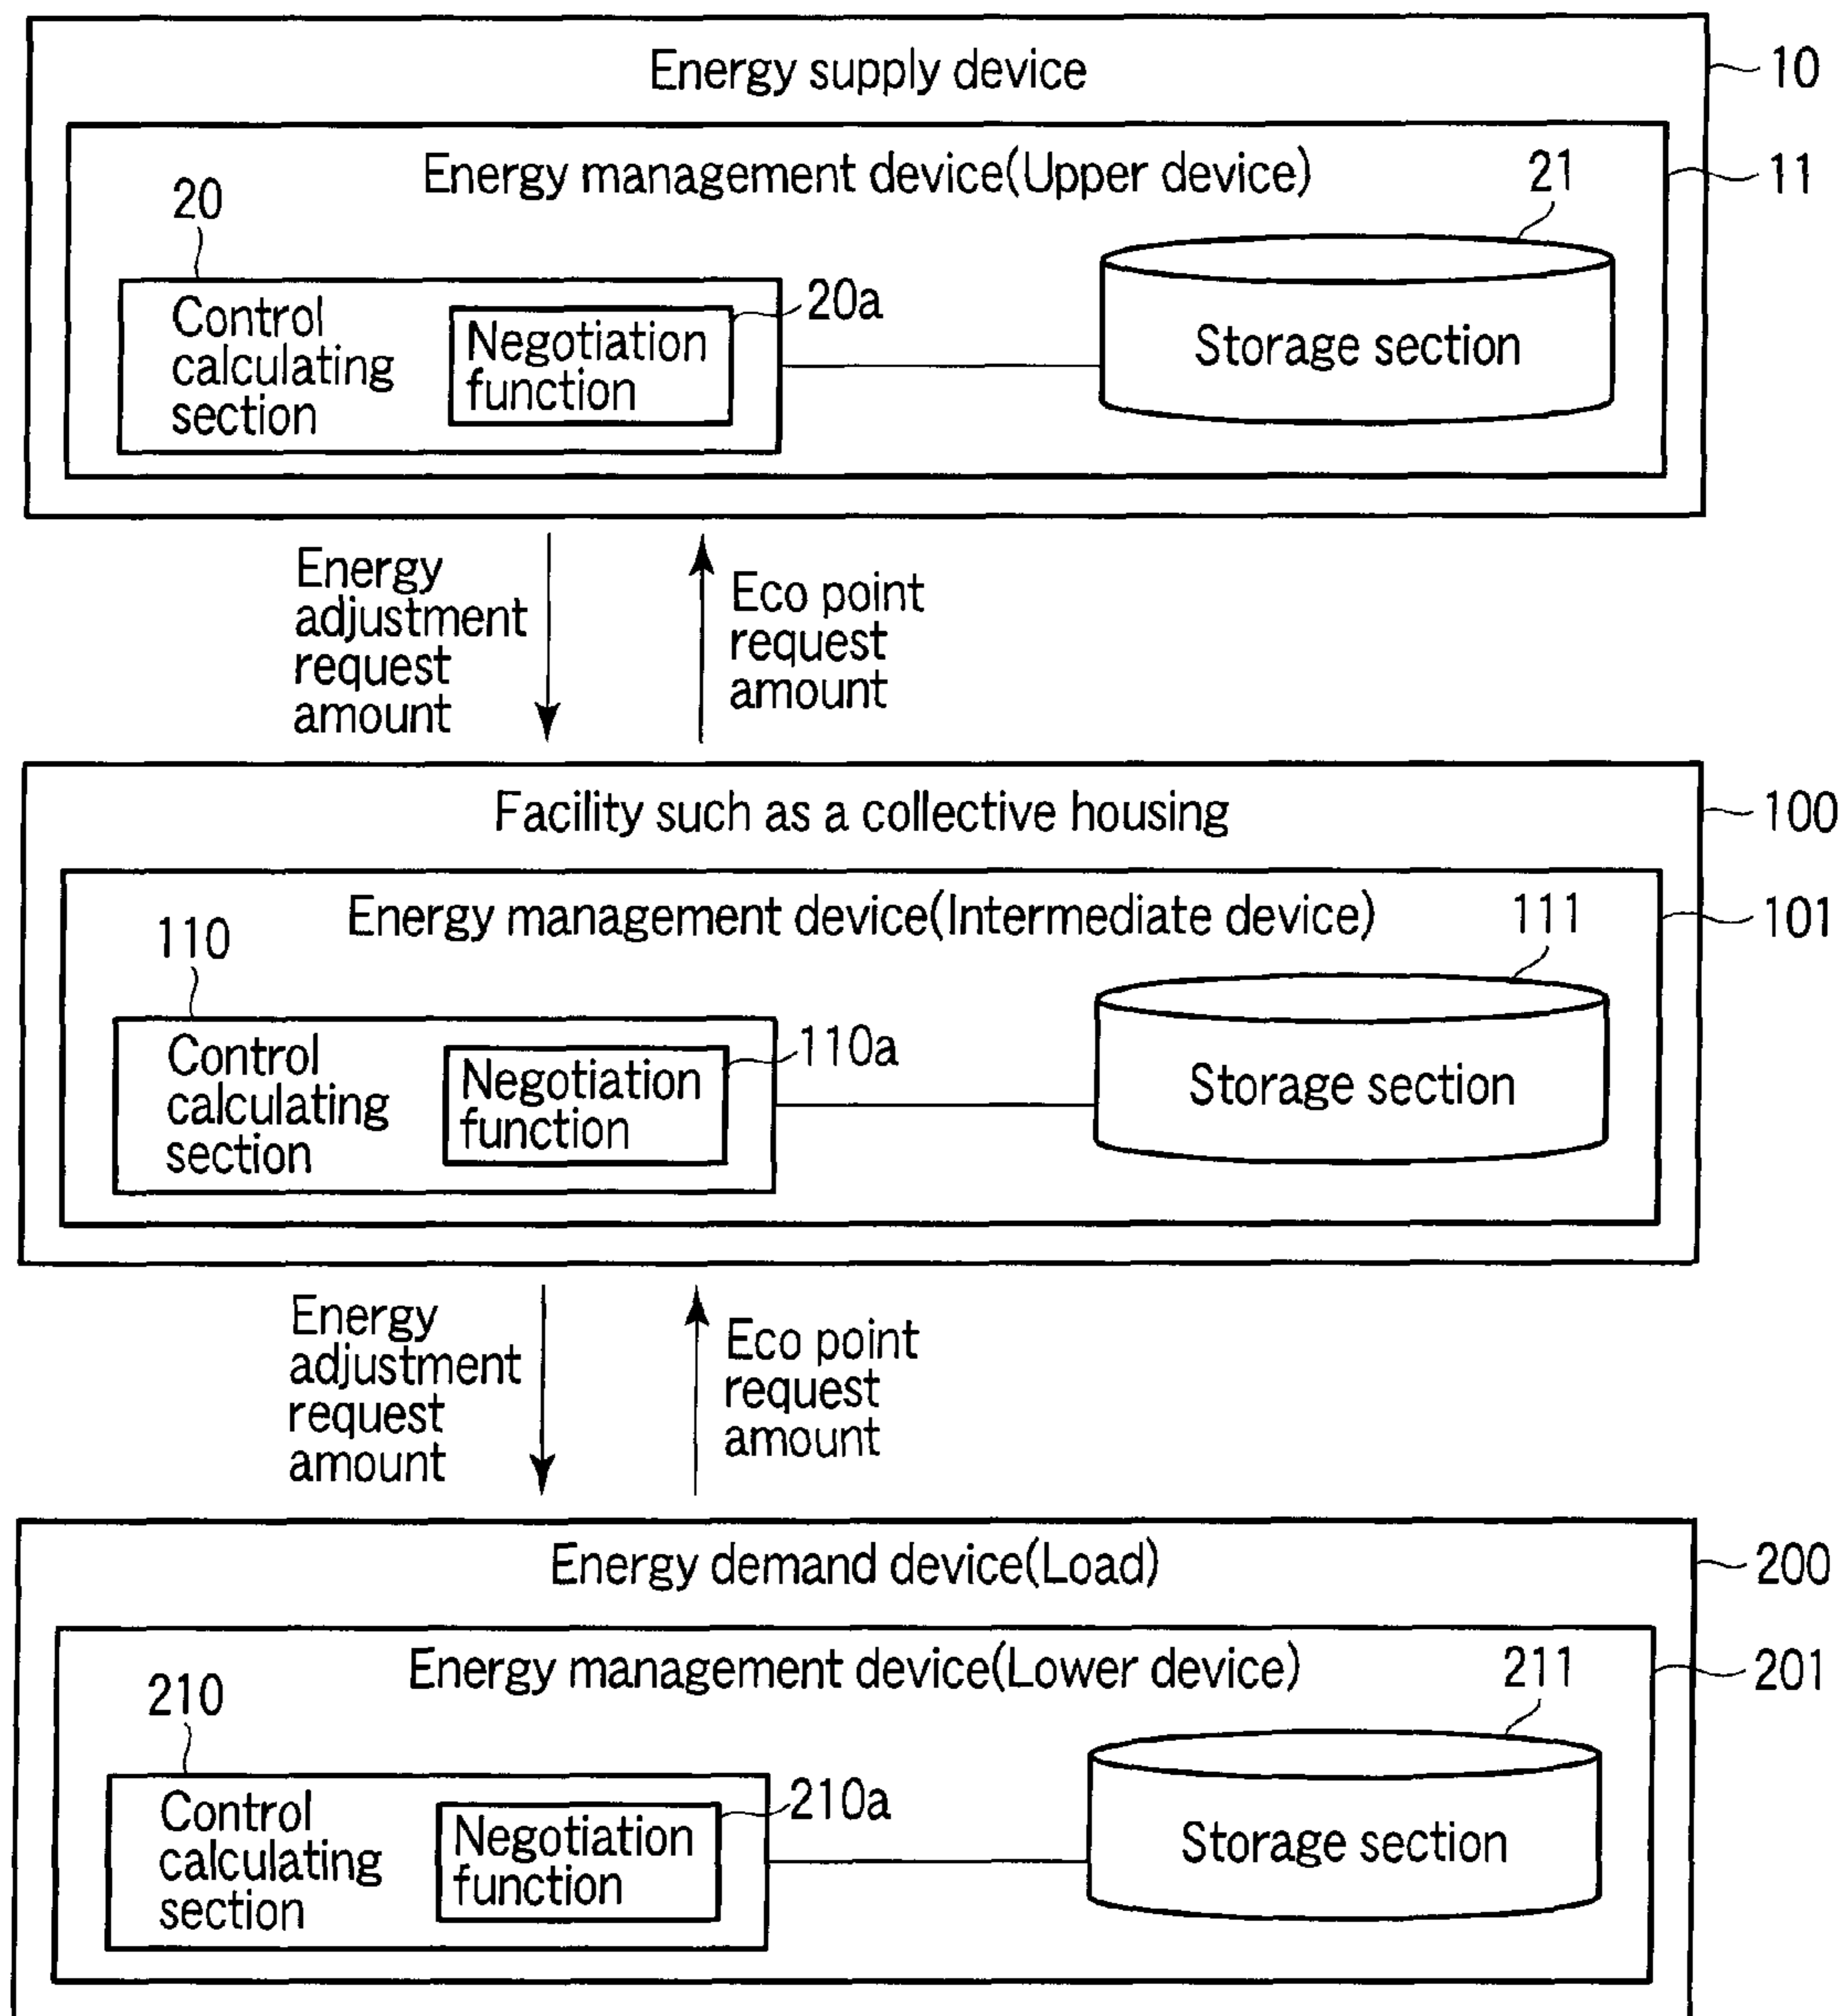 Energy supply device
10
Energy management device(Upper device)
11
20
21
Control
calculating
section
Negotiation
function
20a
Storage section
Energy
adjustment
request
amount
Eco point
request
amount
Facility such as a collective housing
100
Energy management device(Intermediate device)
101
110
111
Control
calculating
section
Negotiation
function
110a
Storage section
Energy
adjustment
request
amount
Eco point
request
amount
Energy demand device(Load)
200
Energy management device(Lower device)
201
210
211
Control
calculating
section
Negotiation
function
210a
Storage section